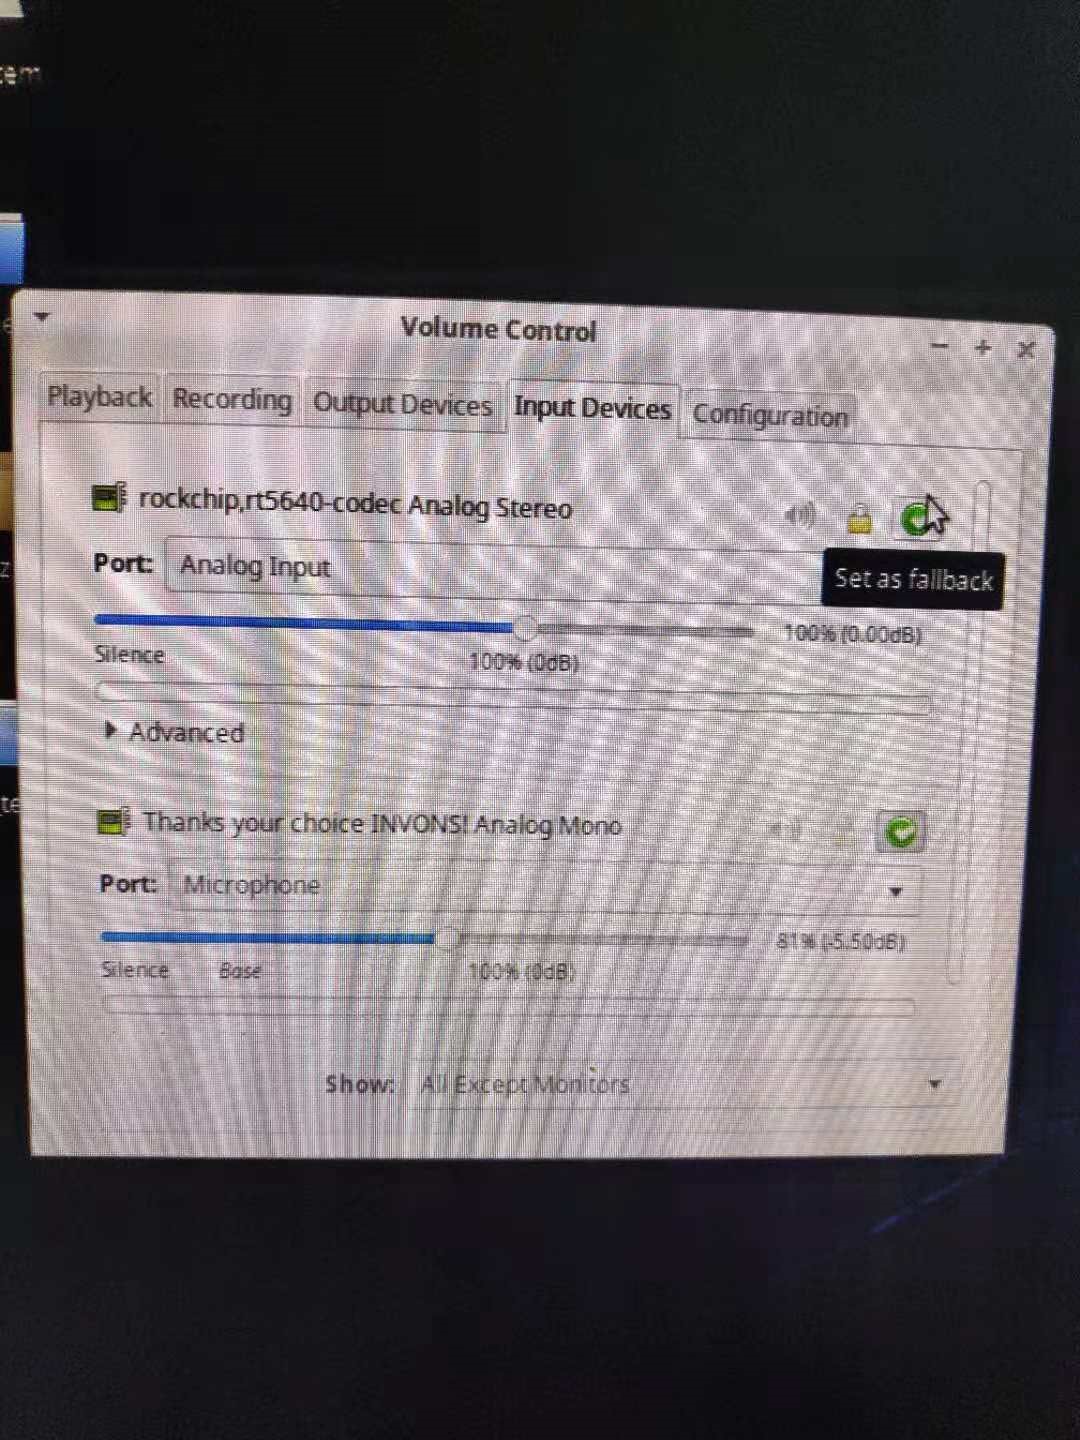 Volume Control
Playback Recording Output Devices Input Devices Configuration
rockchip,rt5640-codec Analog Stereo
Port: Analog Input
Set as fallback
100% (0.00dB)
Silence 100% (0dB)
Advanced
Thanks your choice INVONS! Analog Mono
Port: Microphone
81% (-5.50dB)
Silence Base 100% (0dB)
Show: All Except Monitors